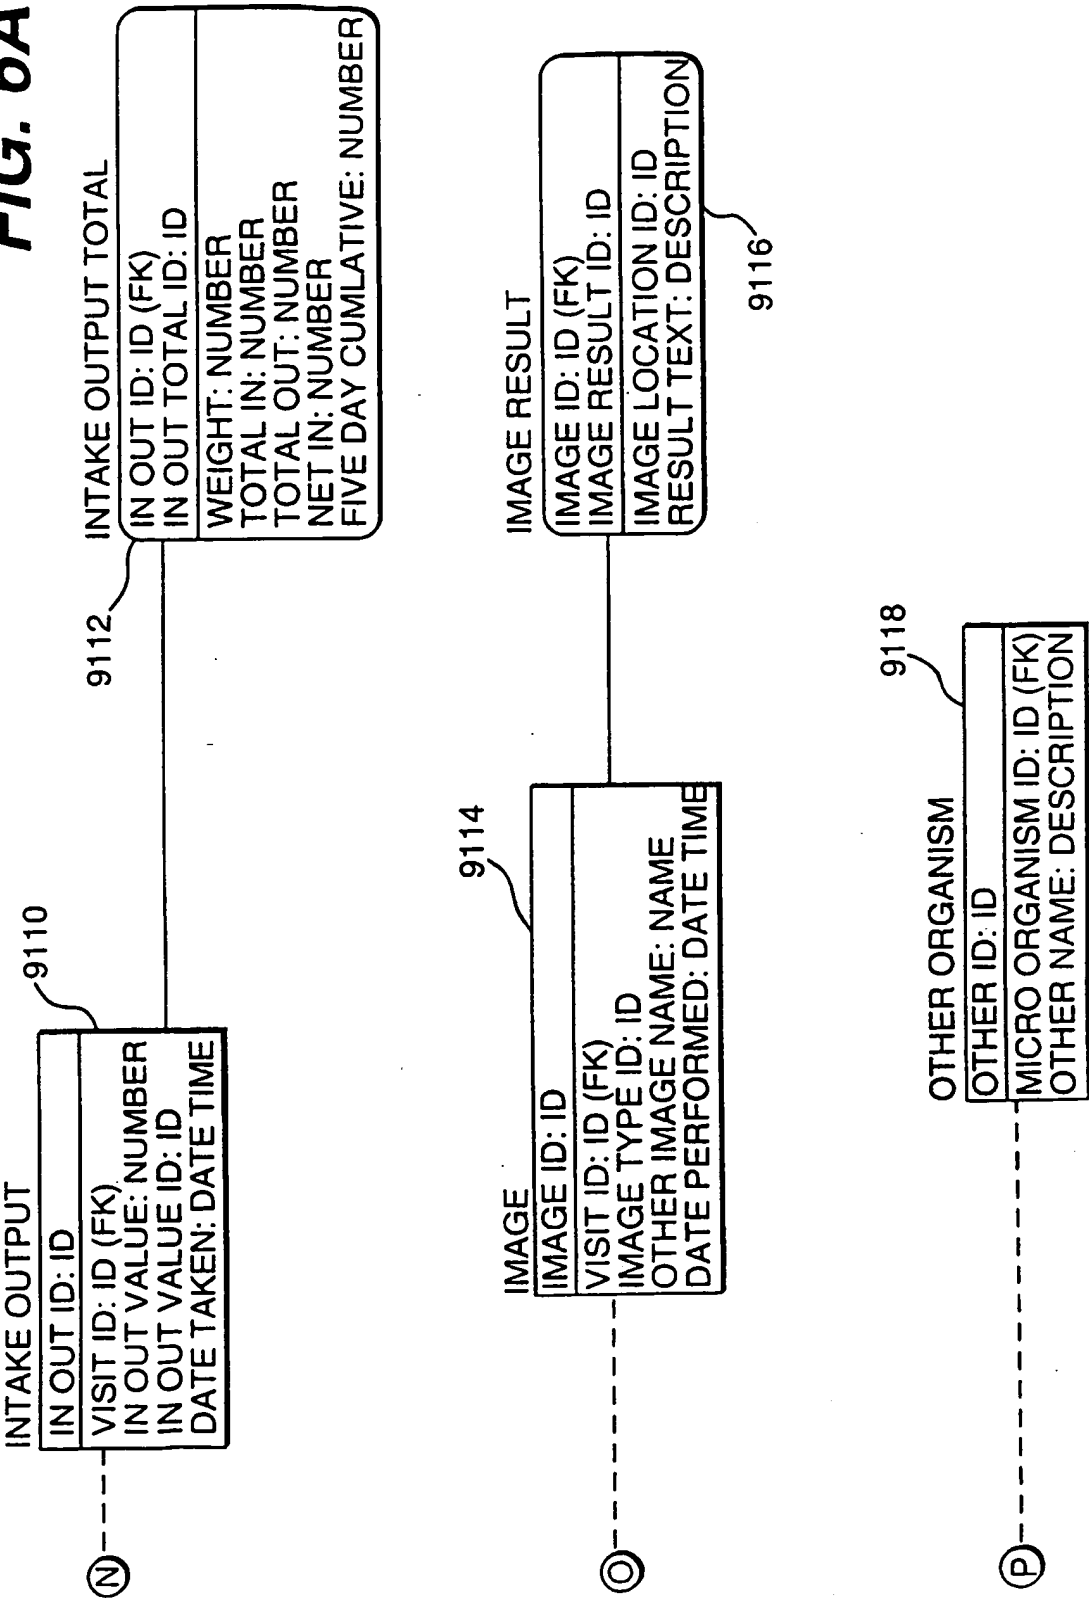 FIG. 6A
INTAKE OUTPUT
9110
IN OUT ID: ID
VISIT ID: ID (FK)
IN OUT VALUE: NUMBER
IN OUT VALUE ID: ID
DATE TAKEN: DATE TIME
N
INTAKE OUTPUT TOTAL
9112
IN OUT ID: ID (FK)
IN OUT TOTAL ID: ID
WEIGHT: NUMBER
TOTAL IN: NUMBER
TOTAL OUT: NUMBER
NET IN: NUMBER
FIVE DAY CUMLATIVE: NUMBER
IMAGE
9114
IMAGE ID: ID
VISIT ID: ID (FK)
IMAGE TYPE ID: ID
OTHER IMAGE NAME: NAME
DATE PERFORMED: DATE TIME
O
IMAGE RESULT
IMAGE ID: ID (FK)
IMAGE RESULT ID: ID
IMAGE LOCATION ID: ID
RESULT TEXT: DESCRIPTION
9116
OTHER ORGANISM
9118
OTHER ID: ID
MICRO ORGANISM ID: ID (FK)
OTHER NAME: DESCRIPTION
P